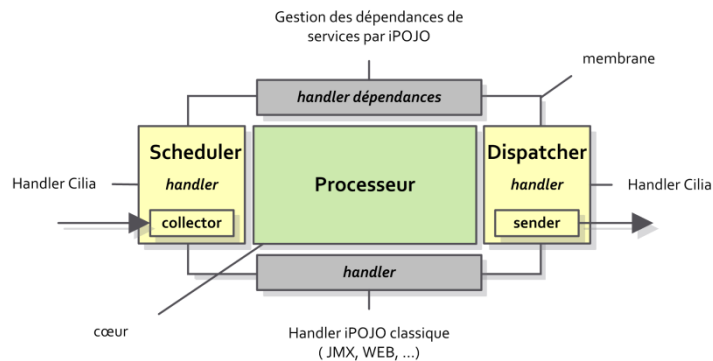 Gestion des dépendances de
services par iPOJO
membrane
handler dépendances
Scheduler
handler
collector
Processeur
Dispatcher
handler
sender
Handler Cilia
Handler Cilia
handler
cœur
Handler iPOJO classique
( JMX, WEB, ...)